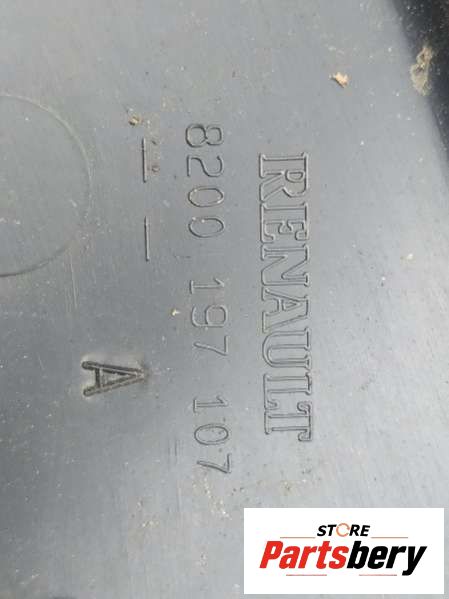 RENAULT
8200 197 107
— —
A
STORE
Partsbery